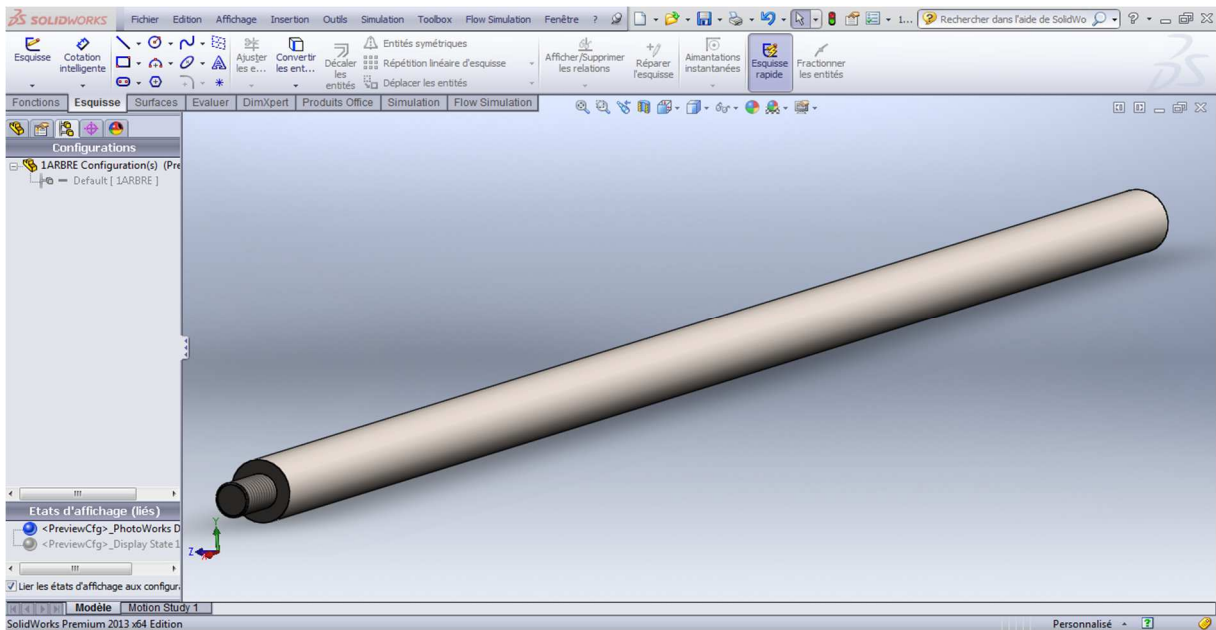 SOLIDWORKS Fichier Edition Affichage Insertion Outils Simulation Toolbox Flow Simulation Fenêtre ? 1... Rechercher dans l'aide de SolidWo ?
Esquisse Cotation intelligente Ajuster les e... Convertir les ent... Décaler les entités Entités symétriques Afficher/Supprimer les relations Réparer l'esquisse Aimantations instantanées Esquisse rapide Fractionner les entités
Répétition linéaire d'esquisse
Déplacer les entités
Fonctions Esquisse Surfaces Evaluer DimXpert Produits Office Simulation Flow Simulation
Configurations
1ARBRE Configuration(s) (Pre
Default [ 1ARBRE ]
Etats d'affichage (liés)
<PreviewCfg>_PhotoWorks D
<PreviewCfg>_Display State 1
Y
Z
Lier les états d'affichage aux configura
Modèle Motion Study 1
SolidWorks Premium 2013 x64 Edition Personnalisé ?